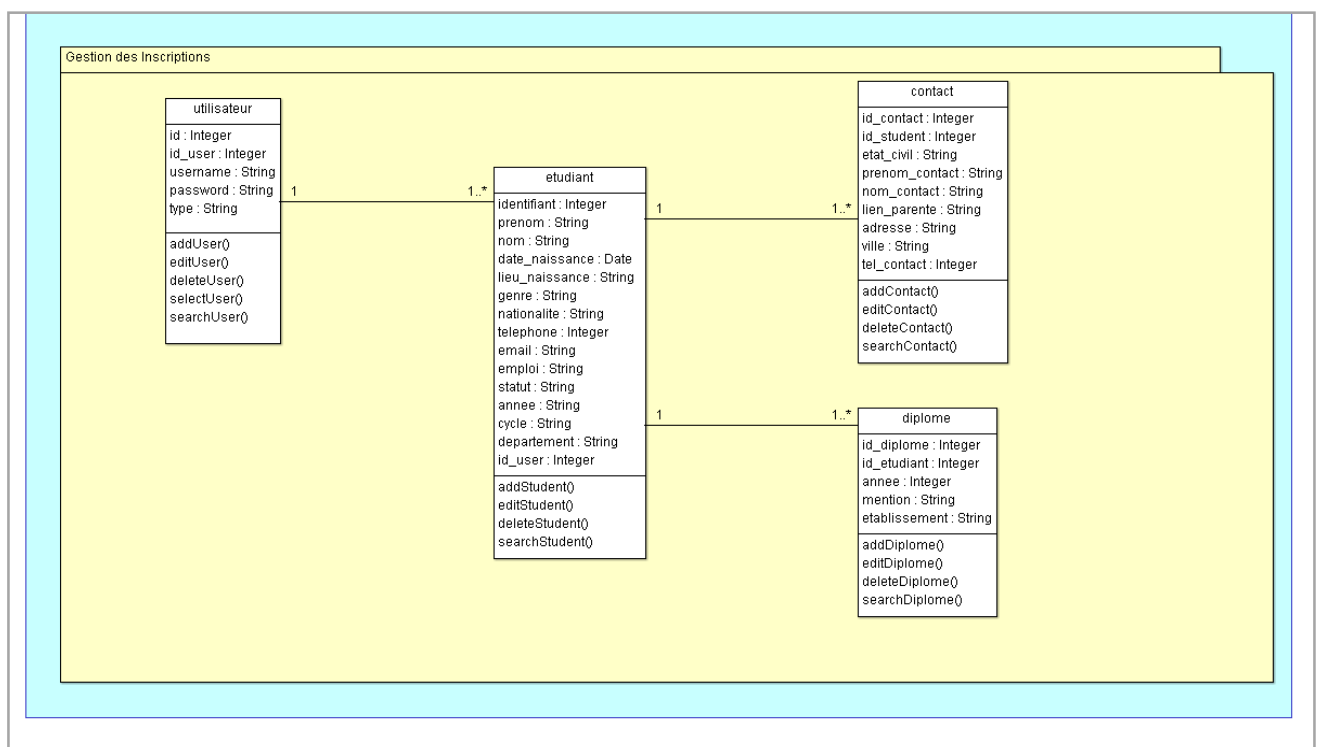 Gestion des Inscriptions
utilisateur
id : Integer
id_user : Integer
username : String
password : String
type : String
addUser()
editUser()
deleteUser()
selectUser()
searchUser()
1
1..*
etudiant
identifiant : Integer
prenom : String
nom : String
date_naissance : Date
lieu_naissance : String
genre : String
nationalite : String
telephone : Integer
email : String
emploi : String
statut : String
annee : String
cycle : String
departement : String
id_user : Integer
addStudent()
editStudent()
deleteStudent()
searchStudent()
1
1..*
contact
id_contact : Integer
id_student : Integer
etat_civil : String
prenom_contact : String
nom_contact : String
lien_parente : String
adresse : String
ville : String
tel_contact : Integer
addContact()
editContact()
deleteContact()
searchContact()
1
1..*
diplome
id_diplome : Integer
id_etudiant : Integer
annee : Integer
mention : String
etablissement : String
addDiplome()
editDiplome()
deleteDiplome()
searchDiplome()